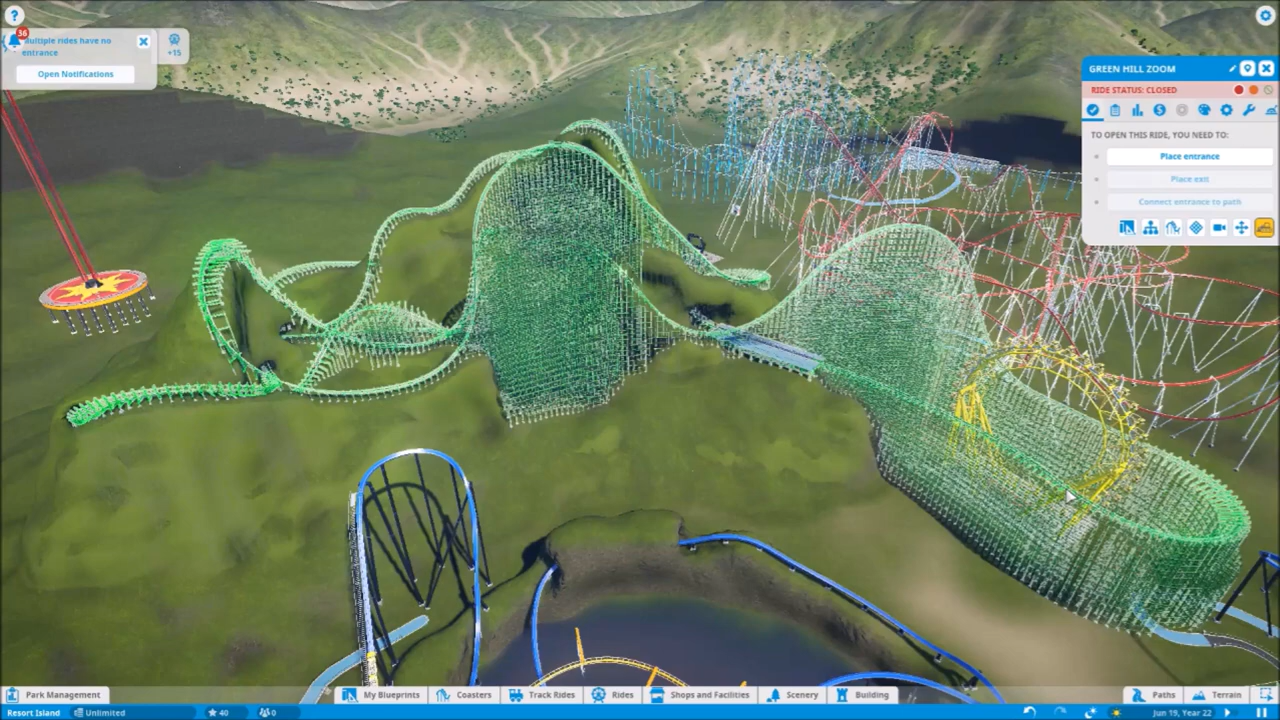 ?
36
Multiple rides have no
entrance
+15
Open Notifications
GREEN HILL ZOOM
RIDE STATUS: CLOSED
TO OPEN THIS RIDE, YOU NEED TO:
Place entrance
Place exit
Connect entrance to path
Park Management
My Blueprints
Coasters
Track Rides
Rides
Shops and Facilities
Scenery
Building
Paths
Terrain
Resort Island
Unlimited
40
0
Jun 19, Year 22